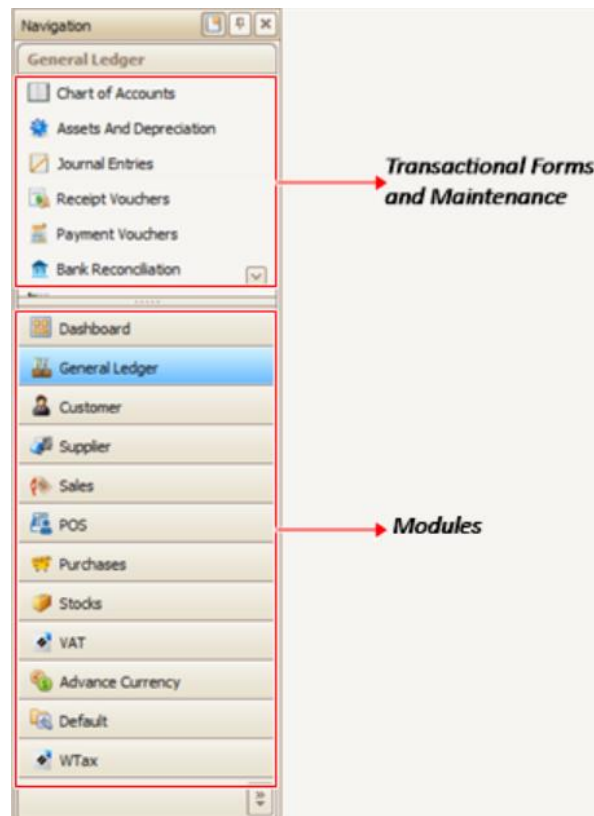 Navigation
General Ledger
Chart of Accounts
Assets And Depreciation
Journal Entries
Receipt Vouchers
Payment Vouchers
Bank Reconciliation
Transactional Forms
and Maintenance
Dashboard
General Ledger
Customer
Supplier
Sales
POS
Purchases
Stocks
VAT
Advance Currency
Default
WTax
Modules